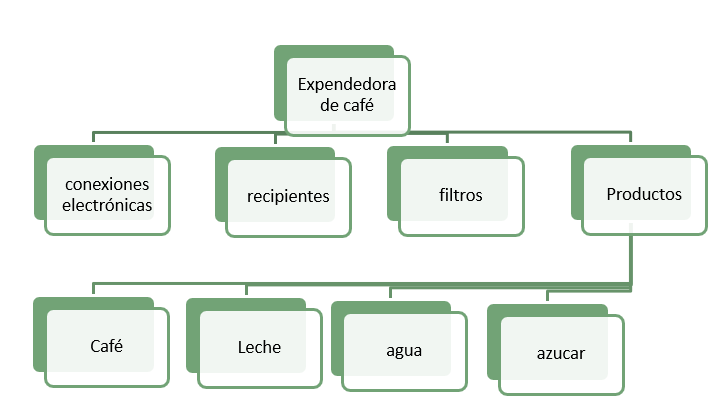 Expendedora
de café
conexiones
electrónicas
recipientes
filtros
Productos
Café
Leche
agua
azucar